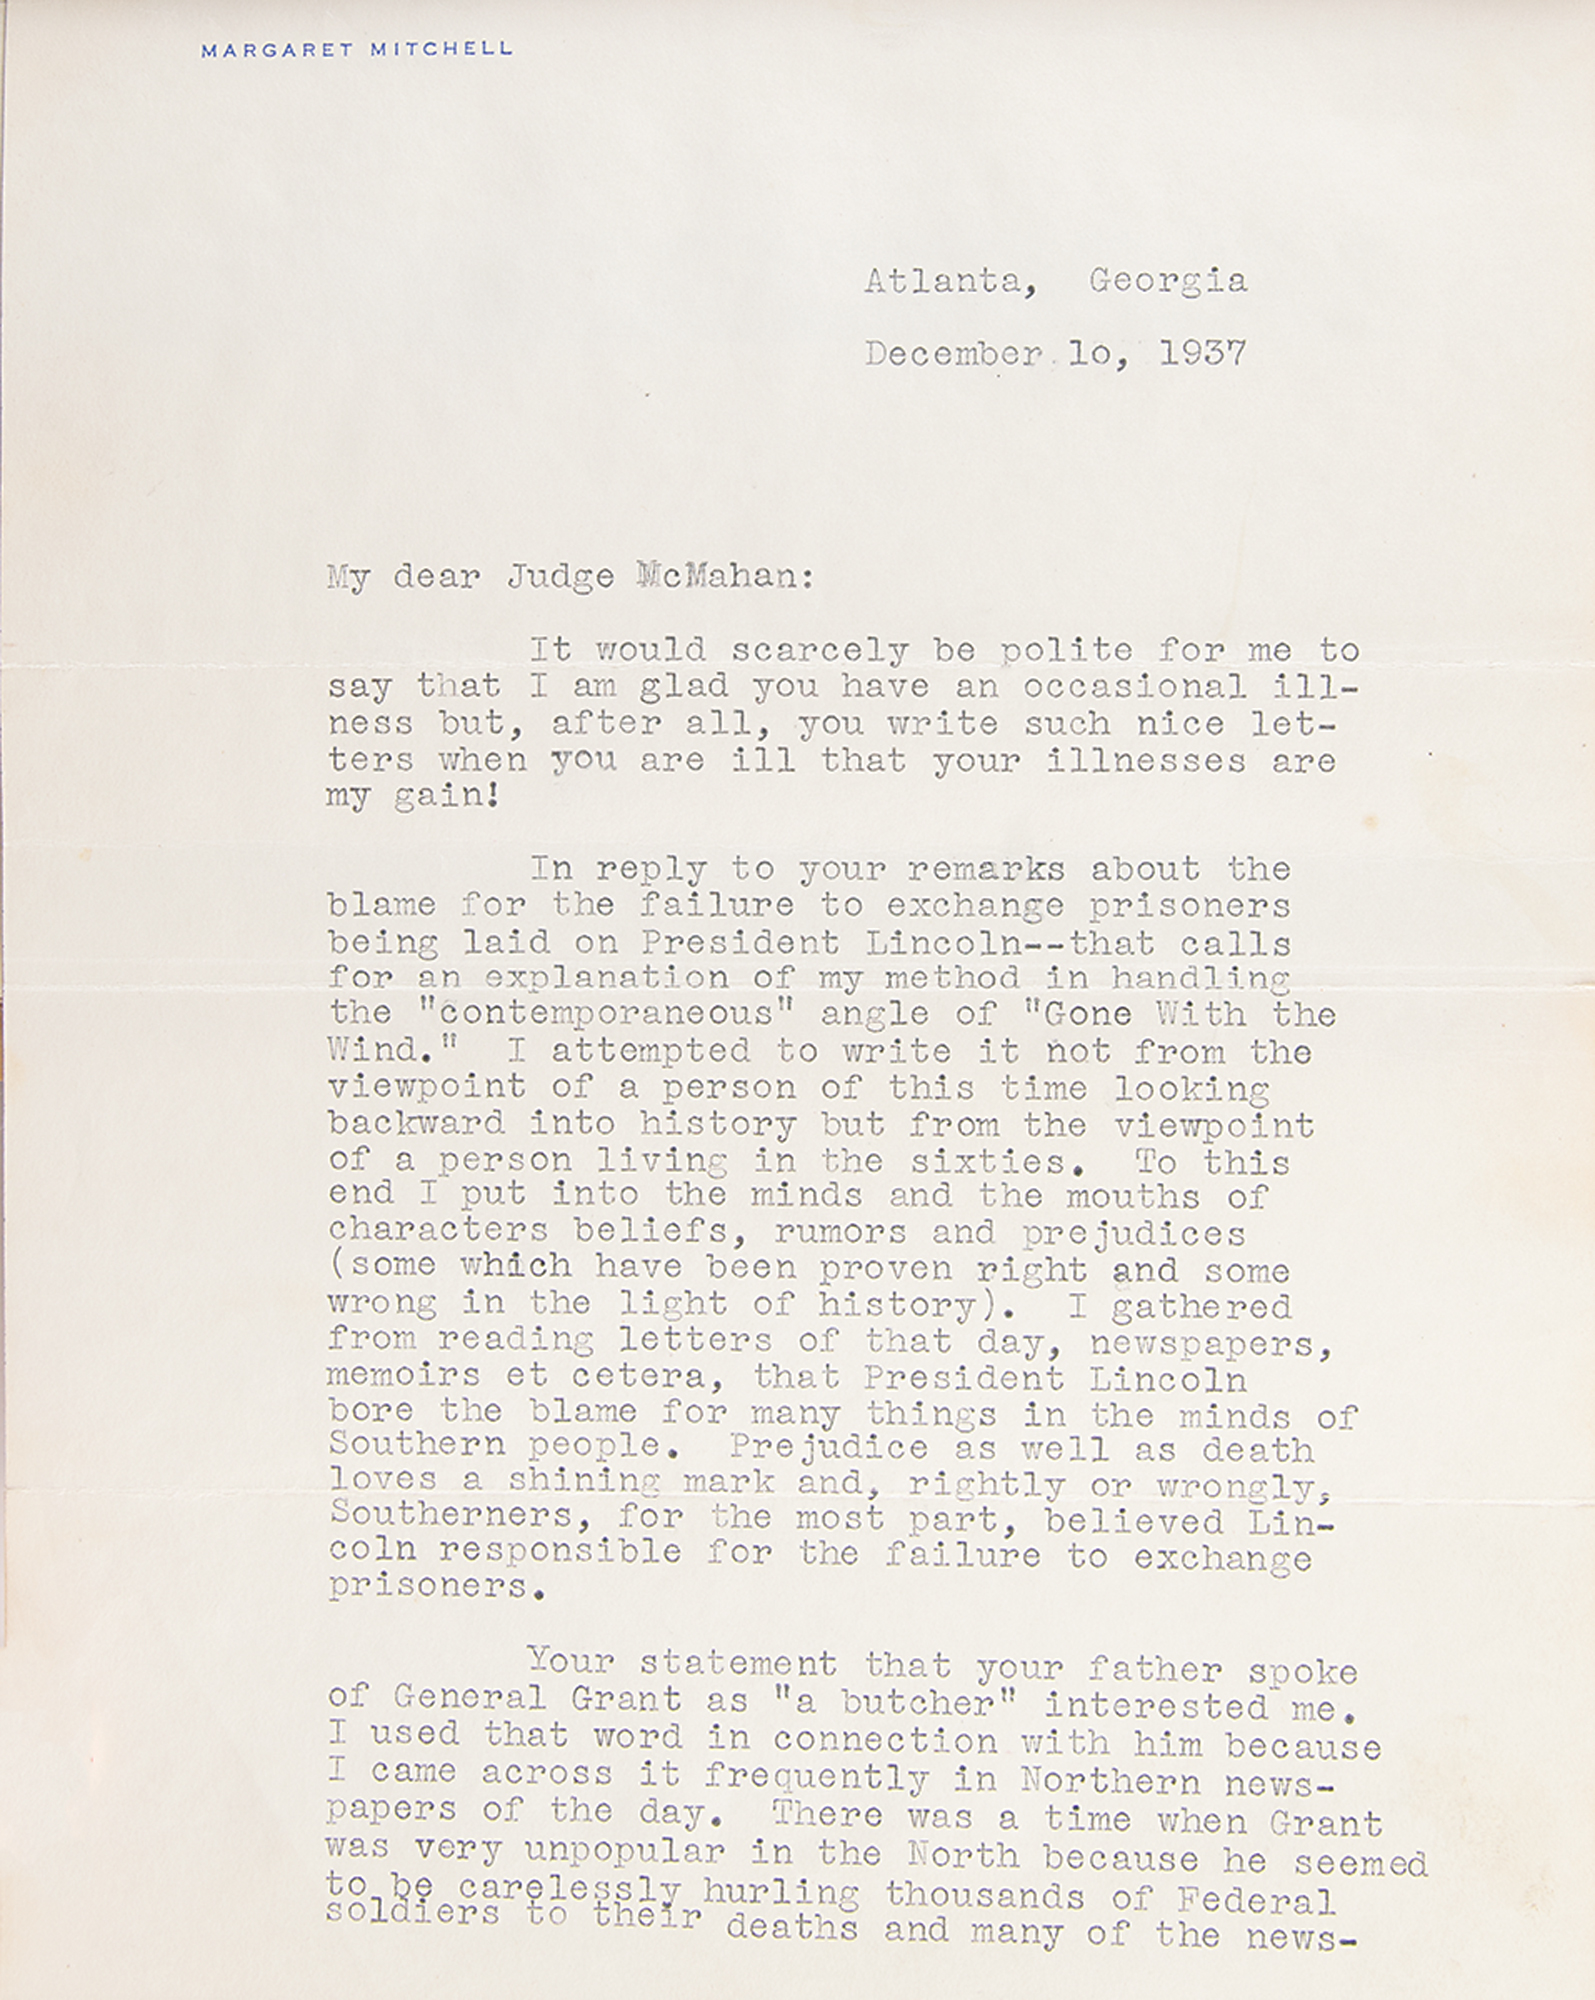 MARGARET MITCHELL
Atlanta, Georgia
December 1o, 1937
My dear Judge McMahan:
It would scarcely be polite for me to
say that I am glad you have an occasional ill-
ness but, after all, you write such nice let-
ters when you are ill that your illnesses are
my gain!
In reply to your remarks about the
blame for the failure to exchange prisoners
being laid on President Lincoln--that calls
for an explanation of my method in handling
the "contemporaneous" angle of "Gone With the
Wind." I attempted to write it not from the
viewpoint of a person of this time looking
backward into history but from the viewpoint
of a person living in the sixties. To this
end I put into the minds and the mouths of
characters beliefs, rumors and prejudices
(some which have been proven right and some
wrong in the light of history). I gathered
from reading letters of that day, newspapers,
memoirs et cetera, that President Lincoln
bore the blame for many things in the minds of
Southern people. Prejudice as well as death
loves a shining mark and, rightly or wrongly,
Southerners, for the most part, believed Lin-
coln responsible for the failure to exchange
prisoners.
Your statement that your father spoke
of General Grant as "a butcher" interested me.
I used that word in connection with him because
I came across it frequently in Northern news-
papers of the day. There was a time when Grant
was very unpopular in the North because he seemed
to be carelessly hurling thousands of Federal
soldiers to their deaths and many of the news-